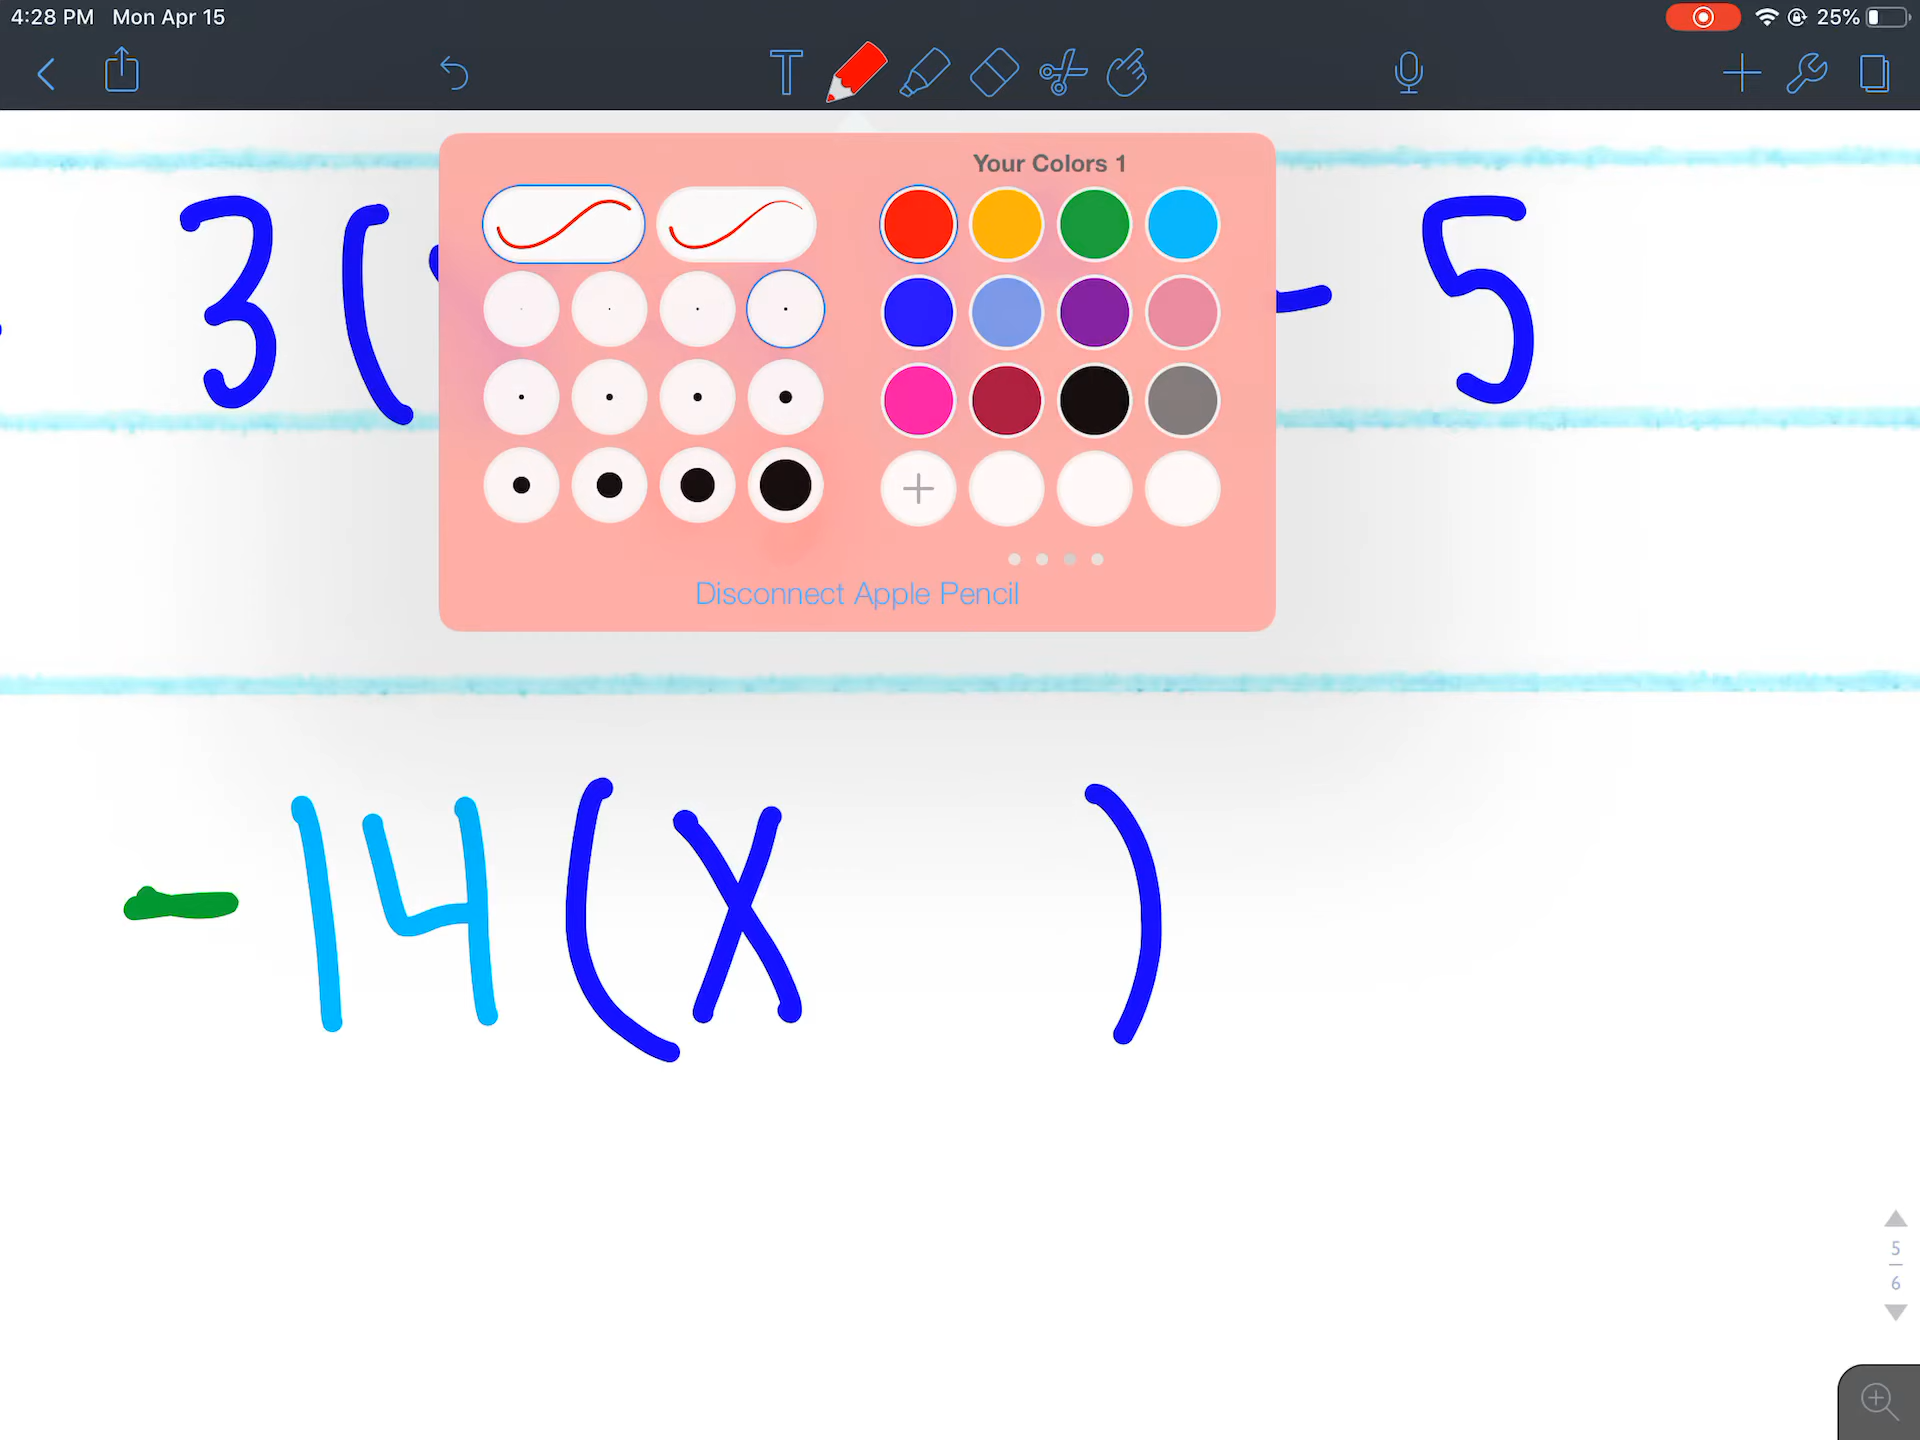 4:28 PM Mon Apr 15 25%
T
Your Colors 1
3( - 5
Disconnect Apple Pencil
-14(x )
5
6